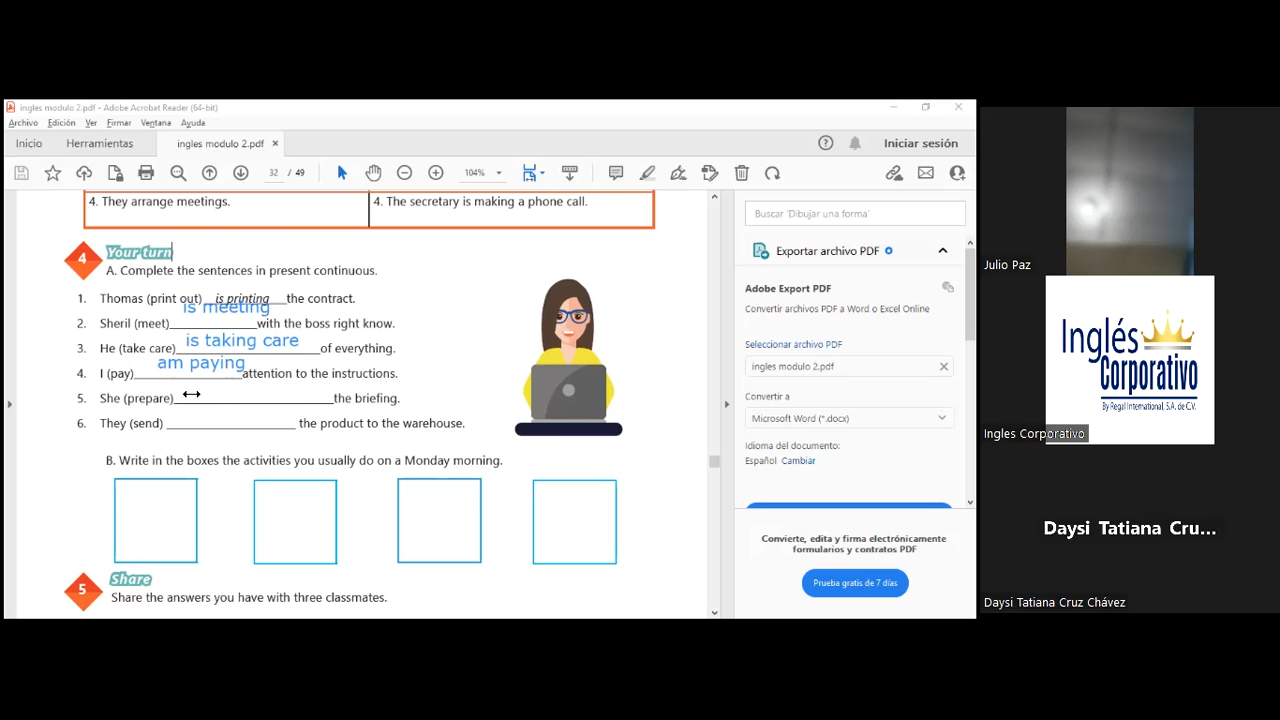 ingles modulo 2.pdf - Adobe Acrobat Reader (64-bit)
Archivo Edición Ver Firmar Ventana Ayuda
Inicio Herramientas ingles modulo 2.pdf × Iniciar sesión
32 / 49 104%
4. They arrange meetings. 4. The secretary is making a phone call.
4 Your turn
A. Complete the sentences in present continuous.
1. Thomas (print out) __is printing___the contract.
is meeting
2. Sheril (meet)______________with the boss right know.
is taking care
3. He (take care)_______________________of everything.
am paying
4. I (pay)_________________attention to the instructions.
5. She (prepare)_________________________the briefing.
6. They (send) _____________________ the product to the warehouse.
B. Write in the boxes the activities you usually do on a Monday morning.
5 Share
Share the answers you have with three classmates.
Buscar 'Dibujar una forma'
Exportar archivo PDF
Adobe Export PDF
Convertir archivos PDF a Word o Excel Online
Seleccionar archivo PDF
ingles modulo 2.pdf
Convertir a
Microsoft Word (*.docx)
Idioma del documento:
Español Cambiar
Convierte, edita y firma electrónicamente
formularios y contratos PDF
Prueba gratis de 7 días
Julio Paz
Inglés
Corporativo
By Regal International, S.A. de C.V.
Ingles Corporativo
Daysi Tatiana Cru...
Daysi Tatiana Cruz Chávez